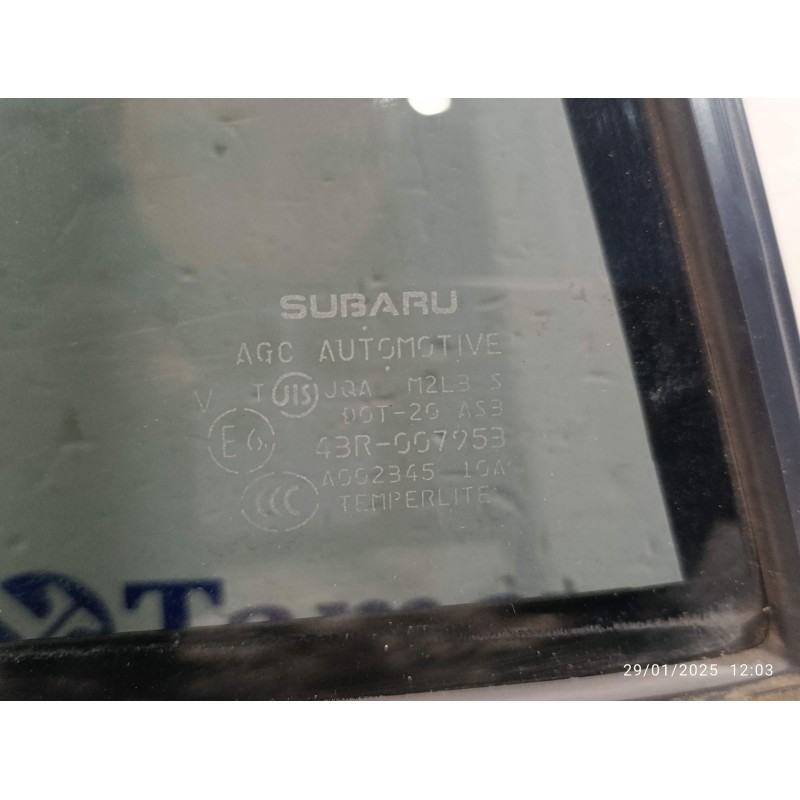 SUBARU
AGC AUTOMOTIVE
V T JIS JQA M2L3 S
DOT-20 AS3
E6 43R-007953
CCC A002345 10A
TEMPERLITE
29/01/2025 12:03